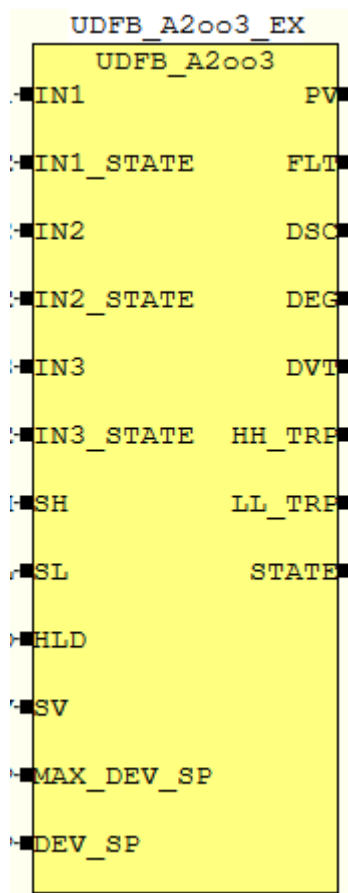 UDFB_A2oo3_EX
UDFB_A2oo3
IN1 PV
IN1_STATE FLT
IN2 DSC
IN2_STATE DEG
IN3 DVT
IN3_STATE HH_TRP
SH LL_TRP
SL STATE
HLD
SV
MAX_DEV_SP
DEV_SP